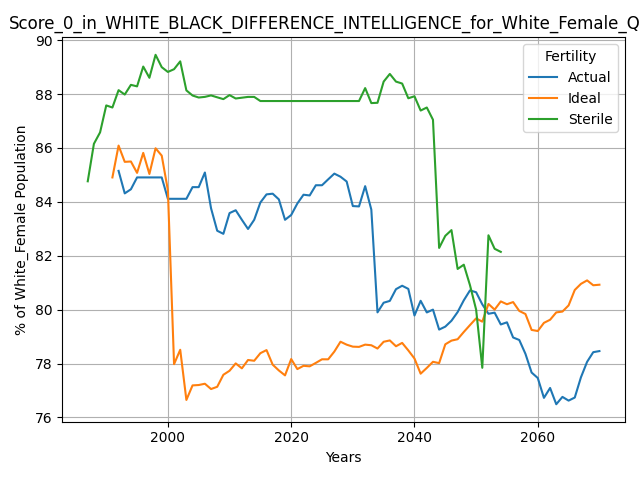 Score_0_in_WHITE_BLACK_DIFFERENCE_INTELLIGENCE_for_White_Female_Q
% of White_Female Population
90
88
86
84
82
80
78
76
Fertility
Actual
Ideal
Sterile
2000
2020
2040
2060
Years